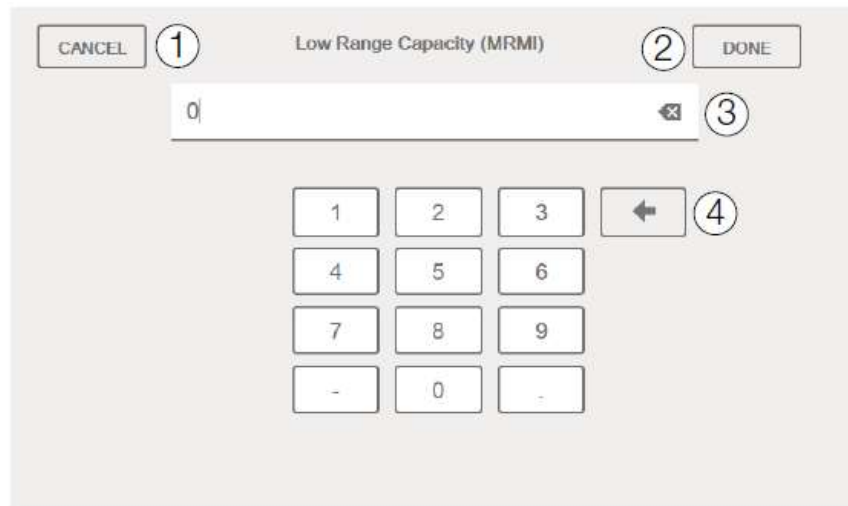 CANCEL 1 Low Range Capacity (MRMI) 2 DONE
0 3
1 2 3 4
4 5 6
7 8 9
- 0 .